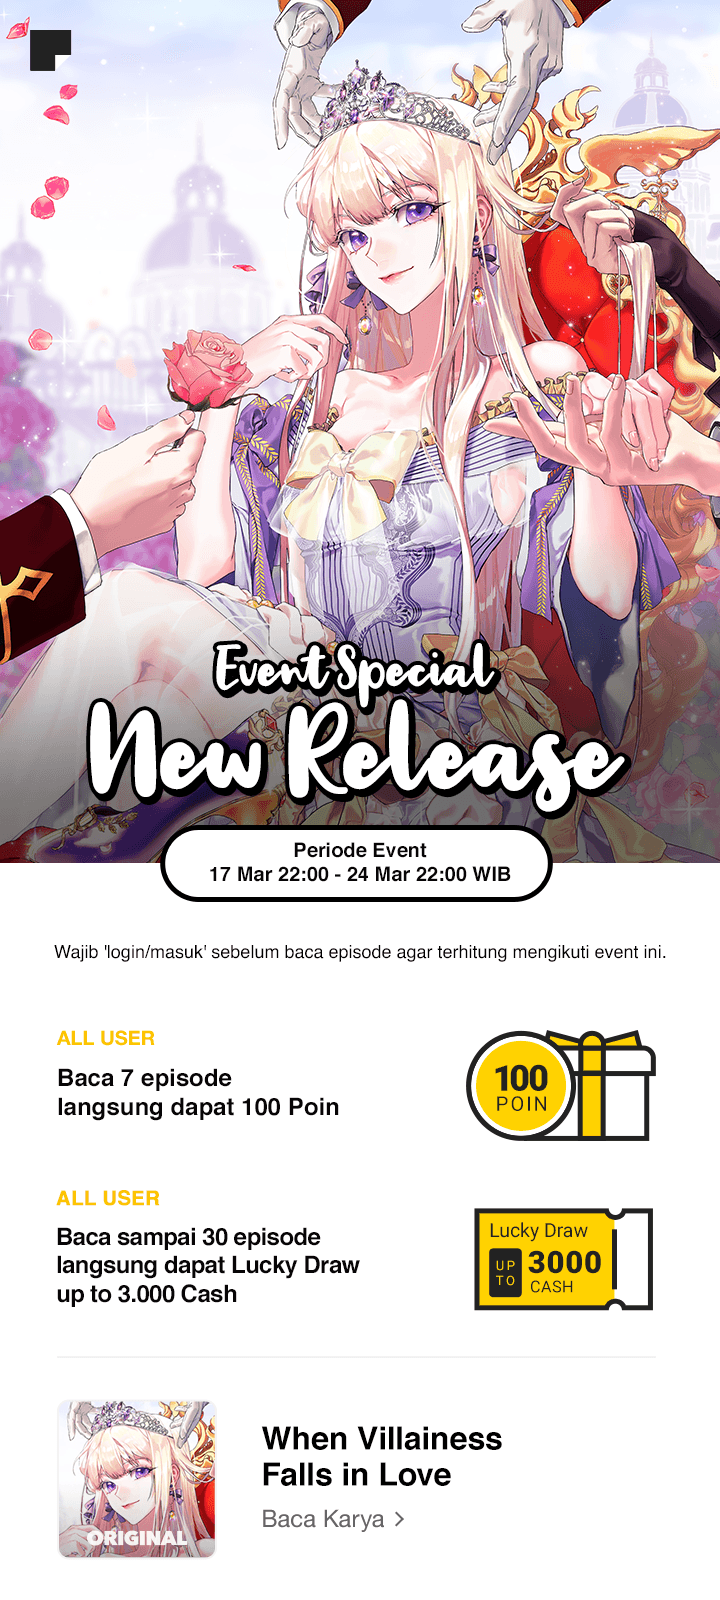 Event Special
New Release
Periode Event
17 Mar 22:00 - 24 Mar 22:00 WIB
Wajib 'login/masuk' sebelum baca episode agar terhitung mengikuti event ini.
ALL USER
Baca 7 episode
langsung dapat 100 Poin
100
POIN
ALL USER
Baca sampai 30 episode
langsung dapat Lucky Draw
up to 3.000 Cash
Lucky Draw
UP TO 3000
CASH
ORIGINAL
When Villainess
Falls in Love
Baca Karya >